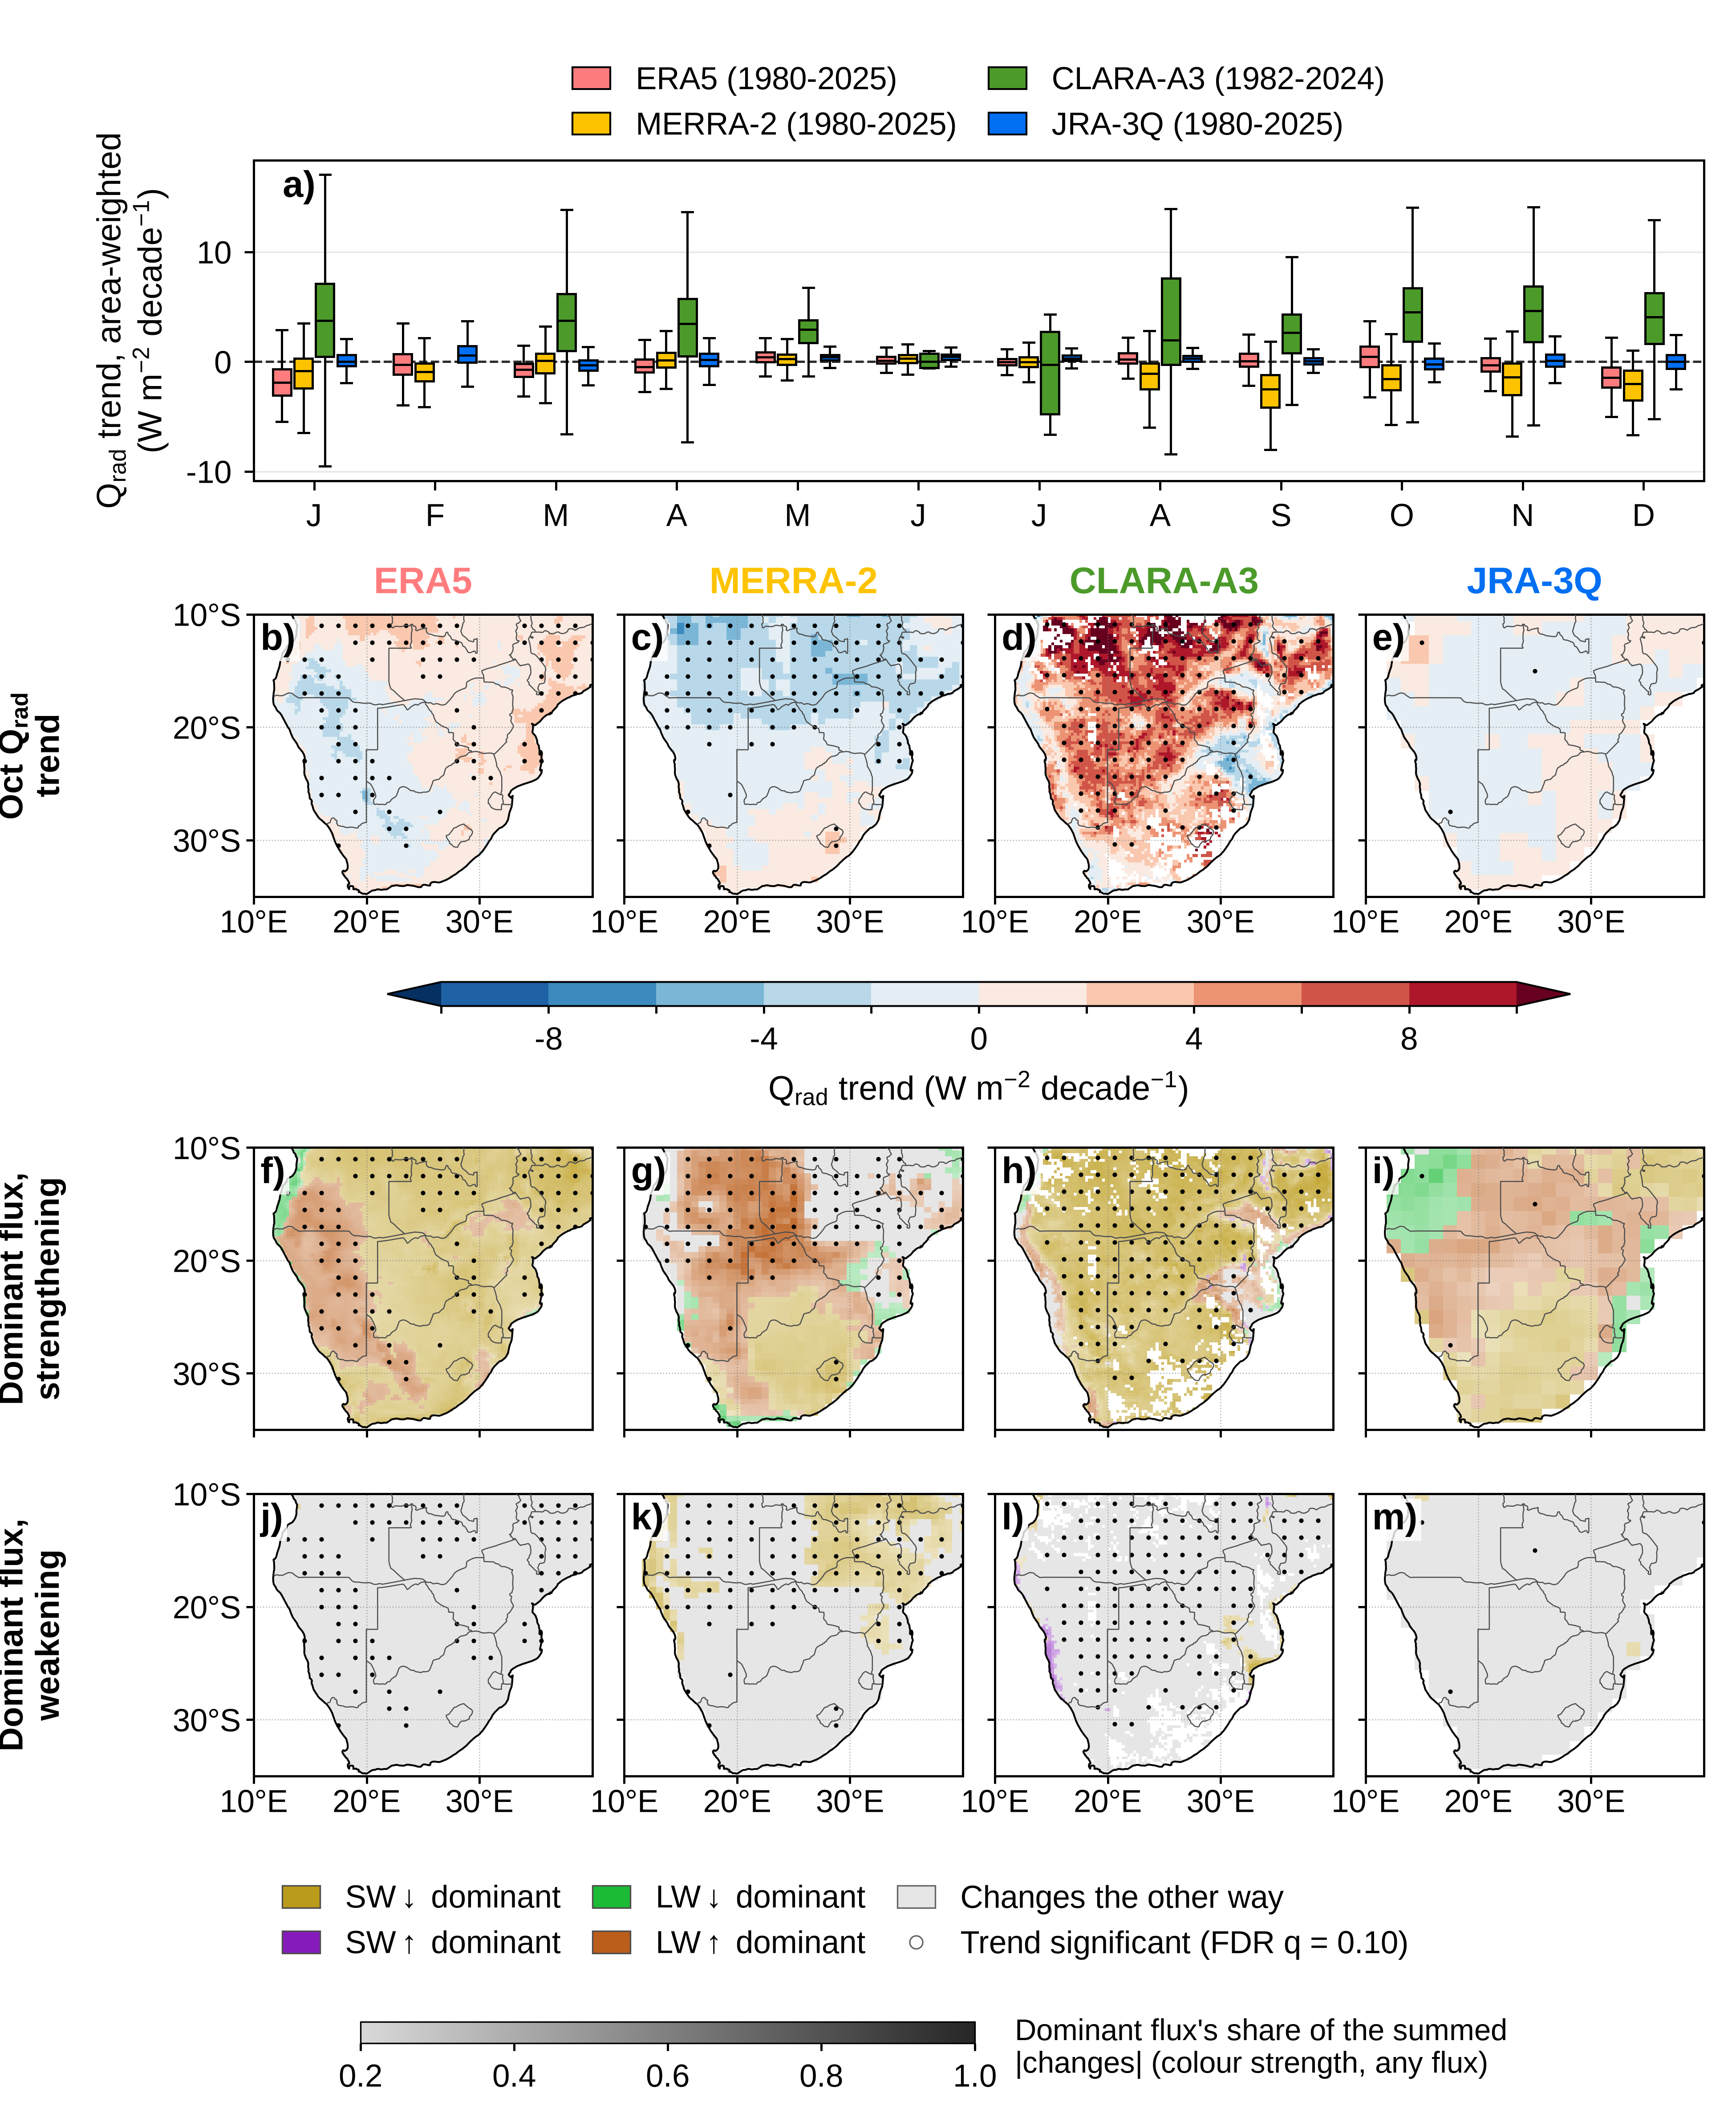 ERA5 (1980-2025)
CLARA-A3 (1982-2024)
MERRA-2 (1980-2025)
JRA-3Q (1980-2025)
Qrad trend, area-weighted
(W m−2 decade−1)
a)
10
0
-10
J F M A M J J A S O N D
ERA5 MERRA-2 CLARA-A3 JRA-3Q
Oct Qrad
trend
b) c) d) e)
10°S
20°S
30°S
10°E 20°E 30°E 10°E 20°E 30°E 10°E 20°E 30°E 10°E 20°E 30°E
-8 -4 0 4 8
Qrad trend (W m−2 decade−1)
Dominant flux,
strengthening
f) g) h) i)
10°S
20°S
30°S
Dominant flux,
weakening
j) k) l) m)
10°S
20°S
30°S
10°E 20°E 30°E 10°E 20°E 30°E 10°E 20°E 30°E 10°E 20°E 30°E
SW↓ dominant
LW↓ dominant
Changes the other way
SW↑ dominant
LW↑ dominant
Trend significant (FDR q = 0.10)
0.2 0.4 0.6 0.8 1.0
Dominant flux's share of the summed
|changes| (colour strength, any flux)